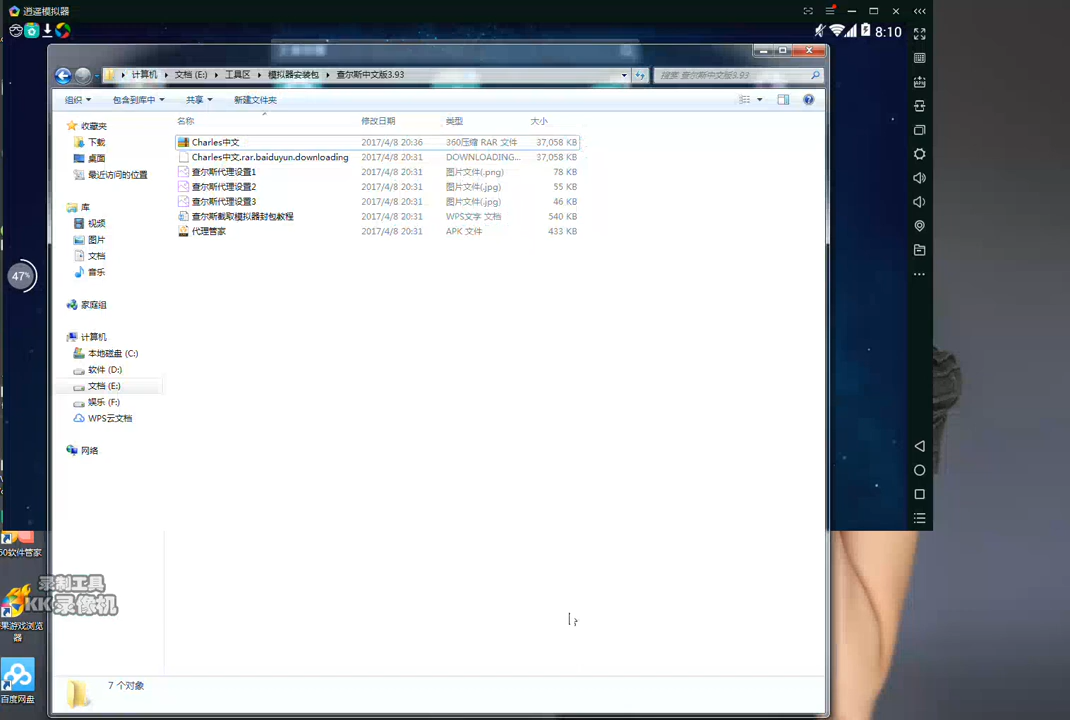 逍遥模拟器
8:10
计算机 文档 (E:) 工具区 模拟器安装包 查尔斯中文版3.93
搜索 查尔斯中文版3.93
组织 包含到库中 共享 新建文件夹
名称 修改日期 类型 大小
收藏夹
下载
桌面
最近访问的位置
库
视频
图片
文档
音乐
家庭组
计算机
本地磁盘 (C:)
软件 (D:)
文档 (E:)
娱乐 (F:)
WPS云文档
网络
Charles中文 2017/4/8 20:36 360压缩 RAR 文件 37,058 KB
Charles中文.rar.baiduyun.downloading 2017/4/8 20:31 DOWNLOADING... 37,058 KB
查尔斯代理设置1 2017/4/8 20:31 图片文件(.png) 78 KB
查尔斯代理设置2 2017/4/8 20:31 图片文件(.jpg) 55 KB
查尔斯代理设置3 2017/4/8 20:31 图片文件(.jpg) 46 KB
查尔斯截取模拟器封包教程 2017/4/8 20:31 WPS文字 文档 540 KB
代理管家 2017/4/8 20:31 APK 文件 433 KB
47%
60软件管家
录制工具
KK录像机
果游戏浏览
器
百度网盘
7 个对象